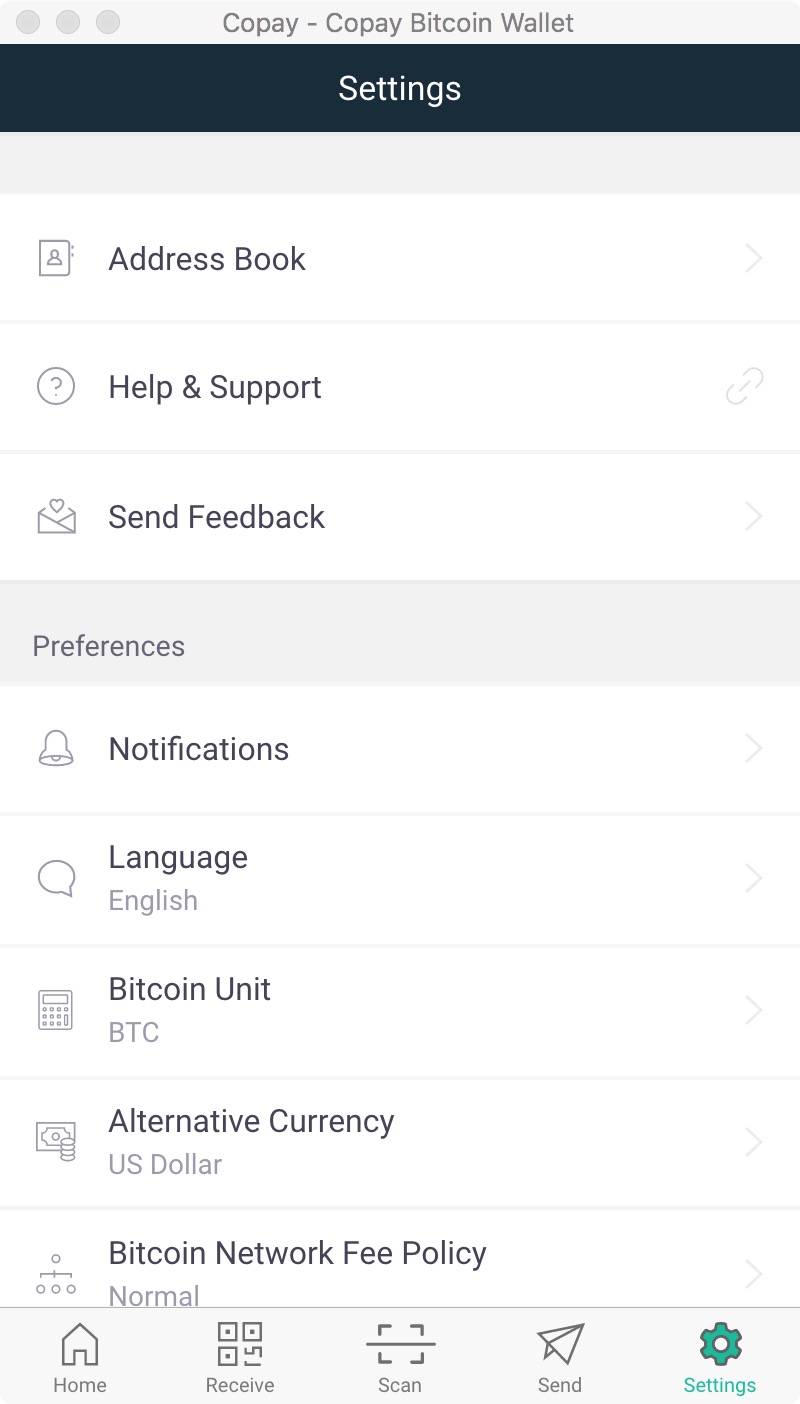 Copay - Copay Bitcoin Wallet
Settings
Address Book
Help & Support
Send Feedback
Preferences
Notifications
Language
English
Bitcoin Unit
BTC
Alternative Currency
US Dollar
Bitcoin Network Fee Policy
Normal
Home
Receive
Scan
Send
Settings